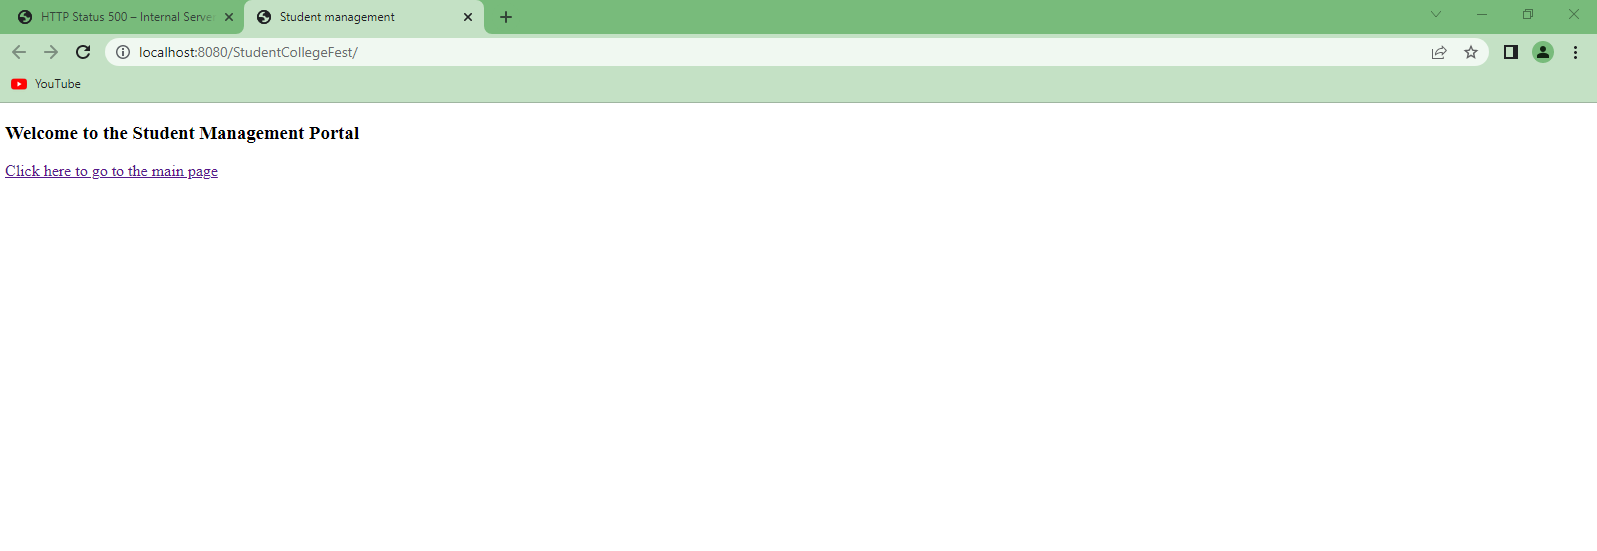 HTTP Status 500 – Internal Serve
Student management
localhost:8080/StudentCollegeFest/
YouTube
Welcome to the Student Management Portal
Click here to go to the main page